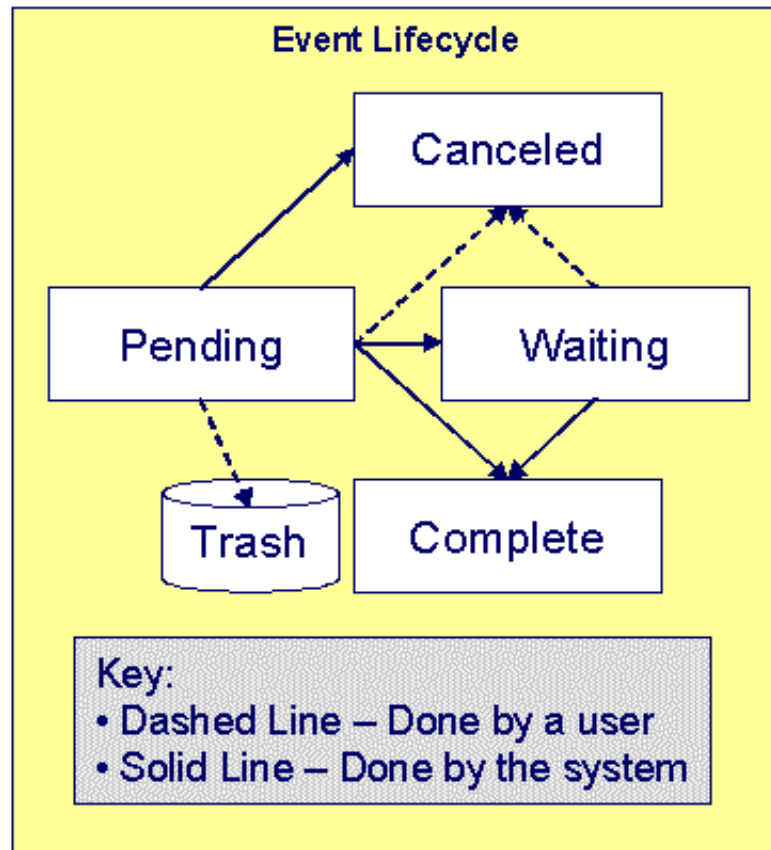 Event Lifecycle
Canceled
Pending
Waiting
Trash
Complete
Key:
• Dashed Line – Done by a user
• Solid Line – Done by the system